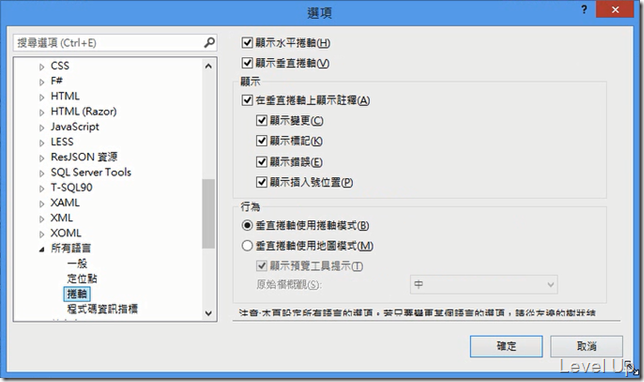 選項
搜尋選項 (Ctrl+E)
CSS
F#
HTML
HTML (Razor)
JavaScript
LESS
ResJSON 資源
SQL Server Tools
T-SQL90
XAML
XML
XOML
所有語言
一般
定位點
捲軸
程式碼資訊指標
顯示水平捲軸(H)
顯示垂直捲軸(V)
顯示
在垂直捲軸上顯示註釋(A)
顯示變更(C)
顯示標記(K)
顯示錯誤(E)
顯示插入號位置(P)
行為
垂直捲軸使用捲軸模式(B)
垂直捲軸使用地圖模式(M)
顯示預覽工具提示(T)
原始檔概觀(S):
中
注意:本頁設定所有語言的選項，若只要變更某個語言的選項，請從左邊的樹狀結
確定
取消
Level Up